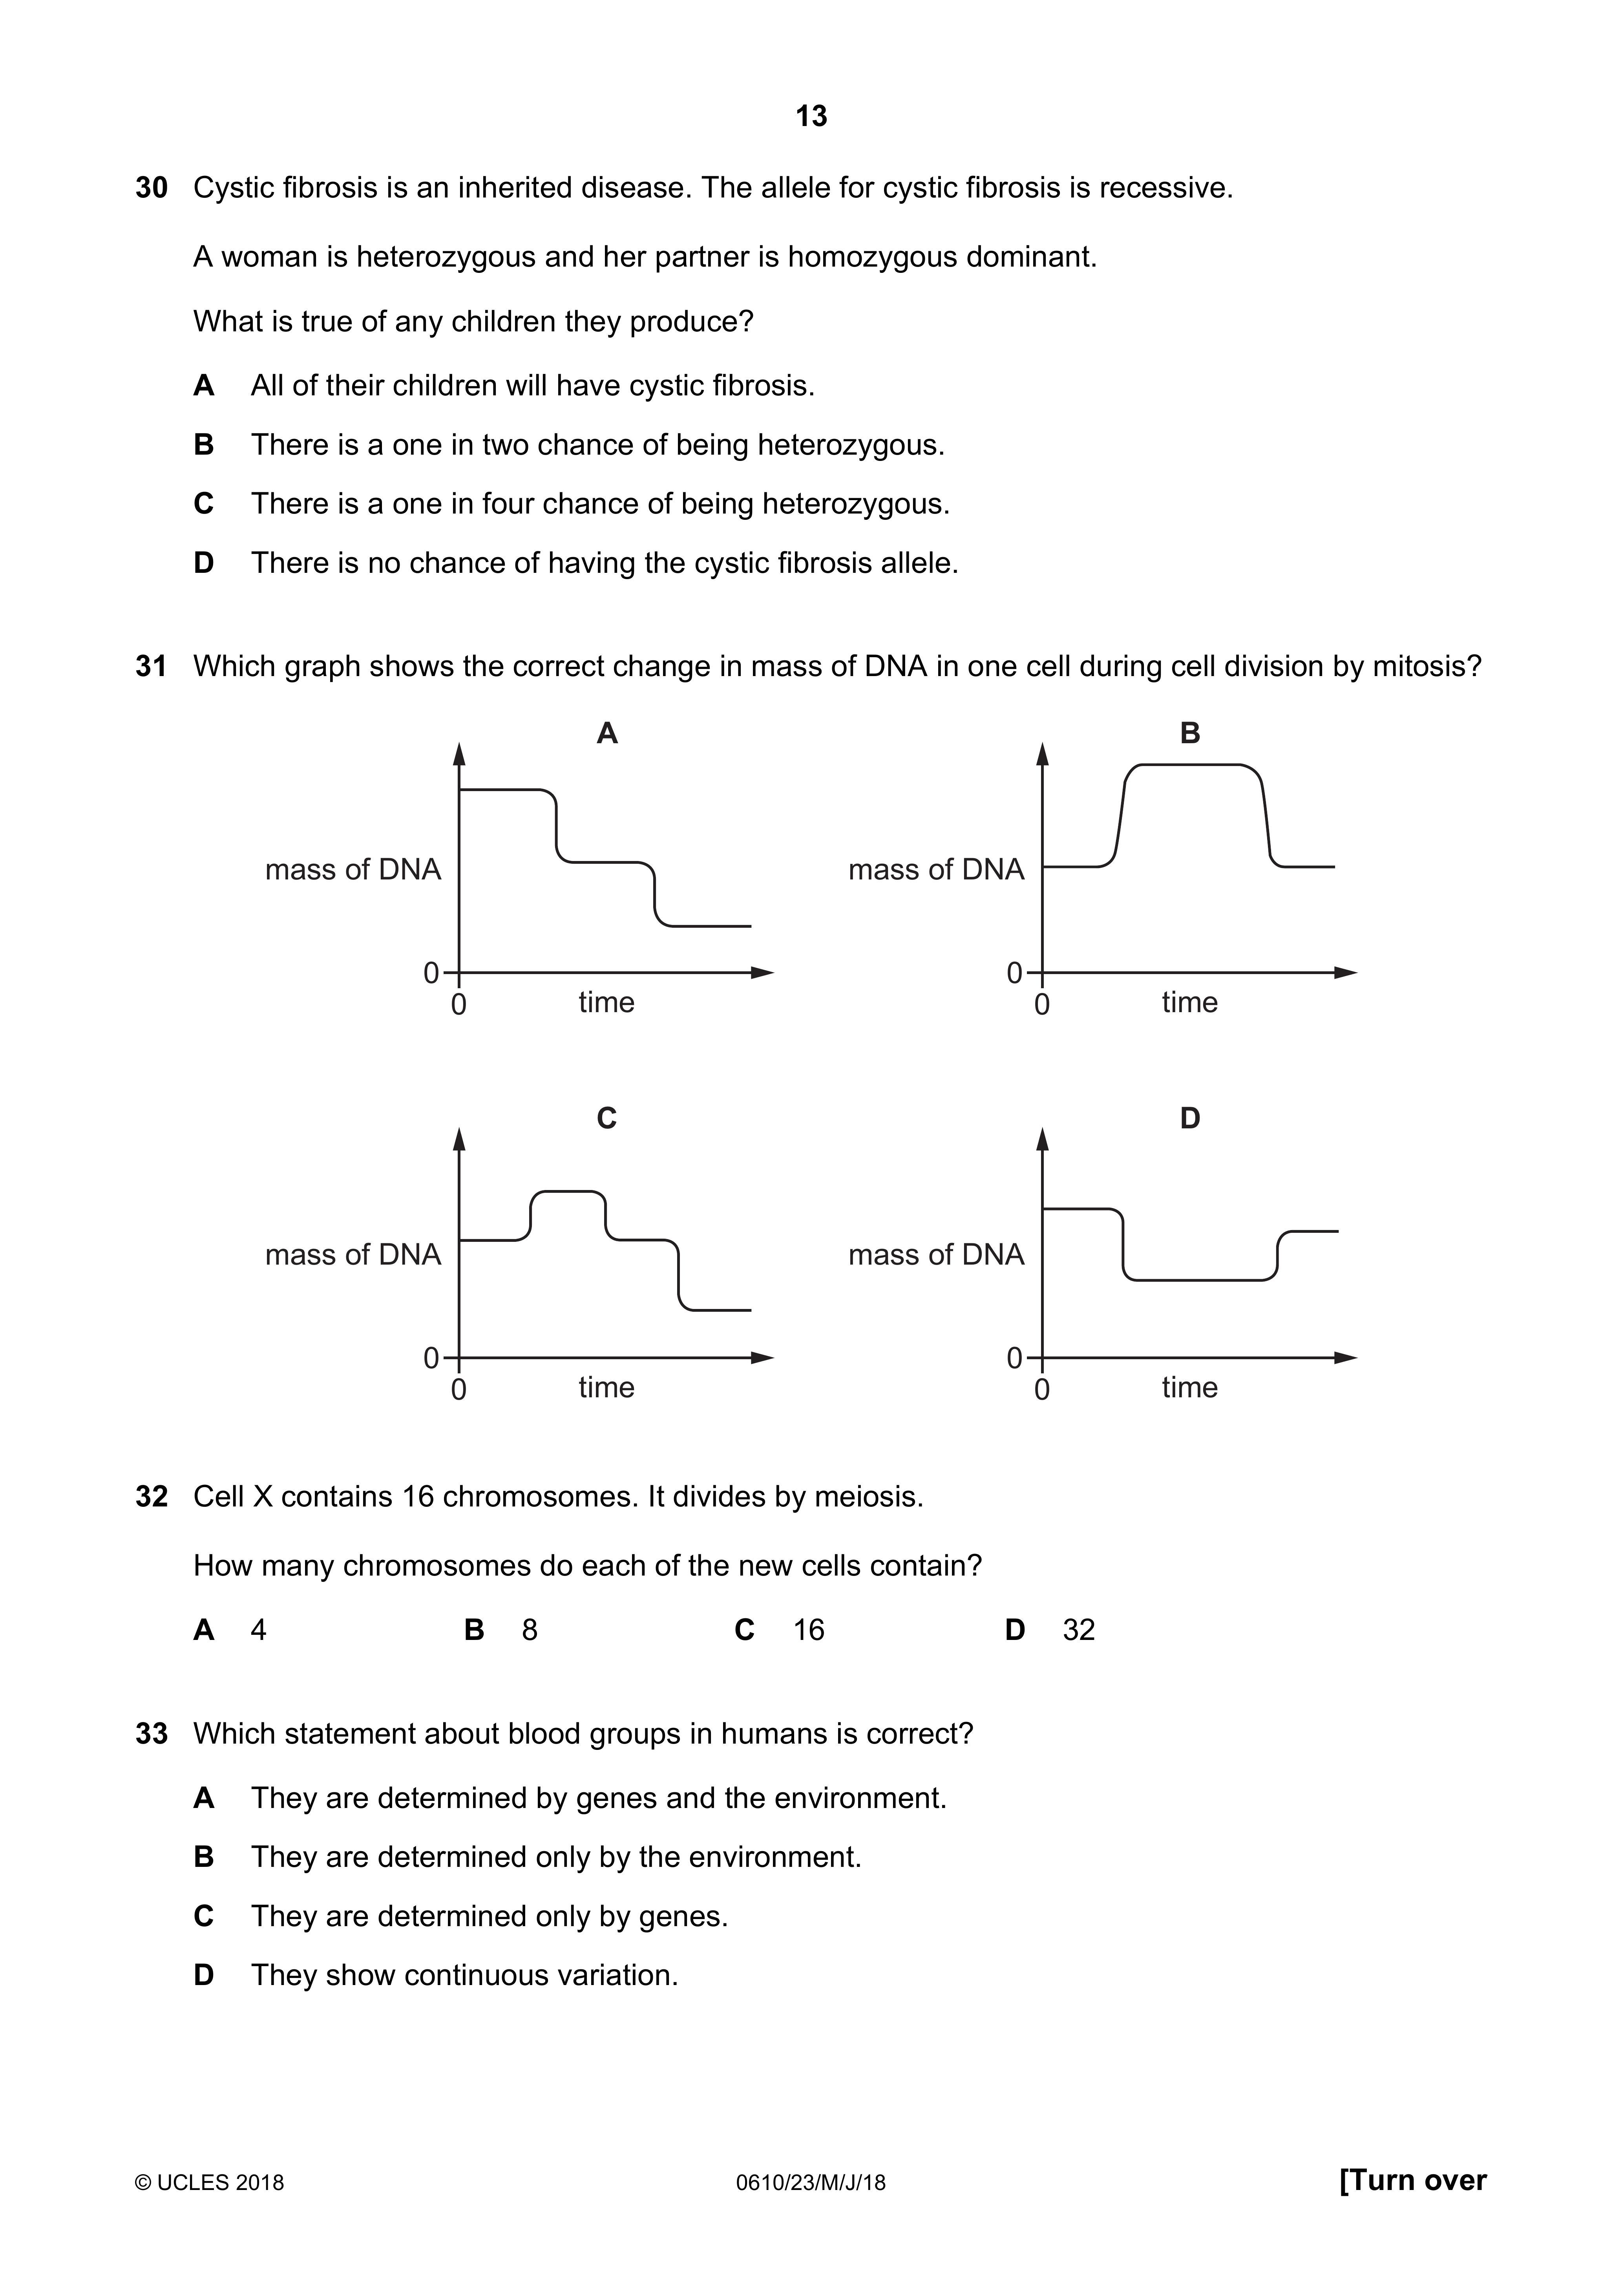 13
30 Cystic fibrosis is an inherited disease. The allele for cystic fibrosis is recessive.
A woman is heterozygous and her partner is homozygous dominant.
What is true of any children they produce?
A All of their children will have cystic fibrosis.
B There is a one in two chance of being heterozygous.
C There is a one in four chance of being heterozygous.
D There is no chance of having the cystic fibrosis allele.
31 Which graph shows the correct change in mass of DNA in one cell during cell division by mitosis?
A B
mass of DNA mass of DNA
0 0
0 time 0 time
C D
mass of DNA mass of DNA
0 0
0 time 0 time
32 Cell X contains 16 chromosomes. It divides by meiosis.
How many chromosomes do each of the new cells contain?
A 4 B 8 C 16 D 32
33 Which statement about blood groups in humans is correct?
A They are determined by genes and the environment.
B They are determined only by the environment.
C They are determined only by genes.
D They show continuous variation.
© UCLES 2018 0610/23/M/J/18 [Turn over